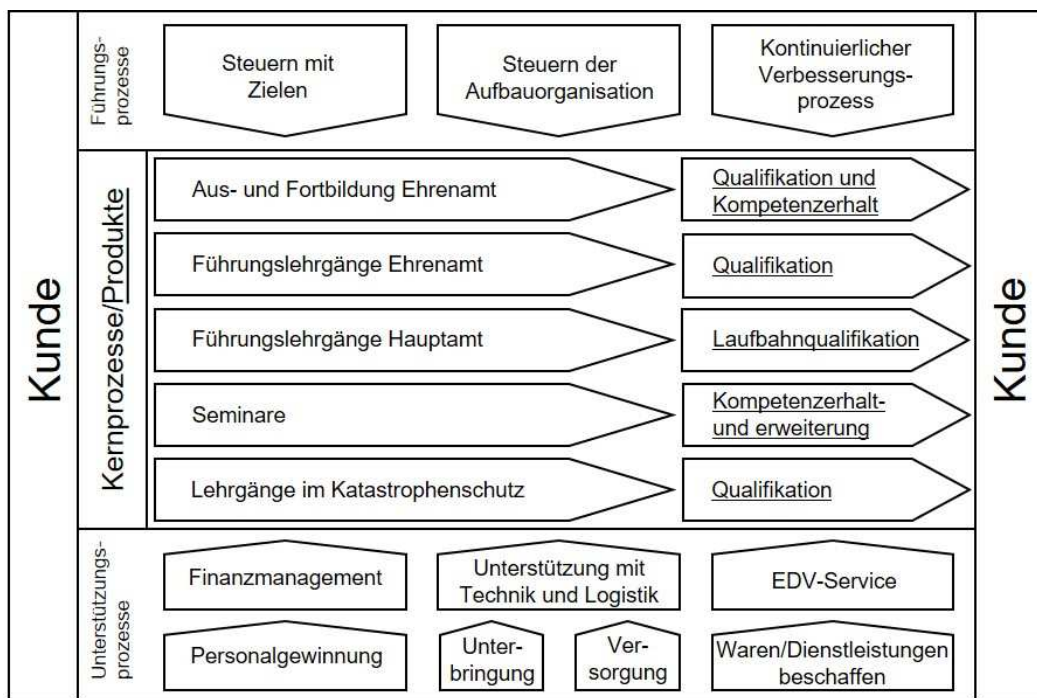 Kunde
Führungs-
prozesse
Steuern mit
Zielen
Steuern der
Aufbauorganisation
Kontinuierlicher
Verbesserungs-
prozess
Kernprozesse/Produkte
Aus- und Fortbildung Ehrenamt
Qualifikation und
Kompetenzerhalt
Führungslehrgänge Ehrenamt
Qualifikation
Führungslehrgänge Hauptamt
Laufbahnqualifikation
Seminare
Kompetenzerhalt-
und erweiterung
Lehrgänge im Katastrophenschutz
Qualifikation
Unterstützungs-
prozesse
Finanzmanagement
Unterstützung mit
Technik und Logistik
EDV-Service
Personalgewinnung
Unter-
bringung
Ver-
sorgung
Waren/Dienstleistungen
beschaffen
Kunde